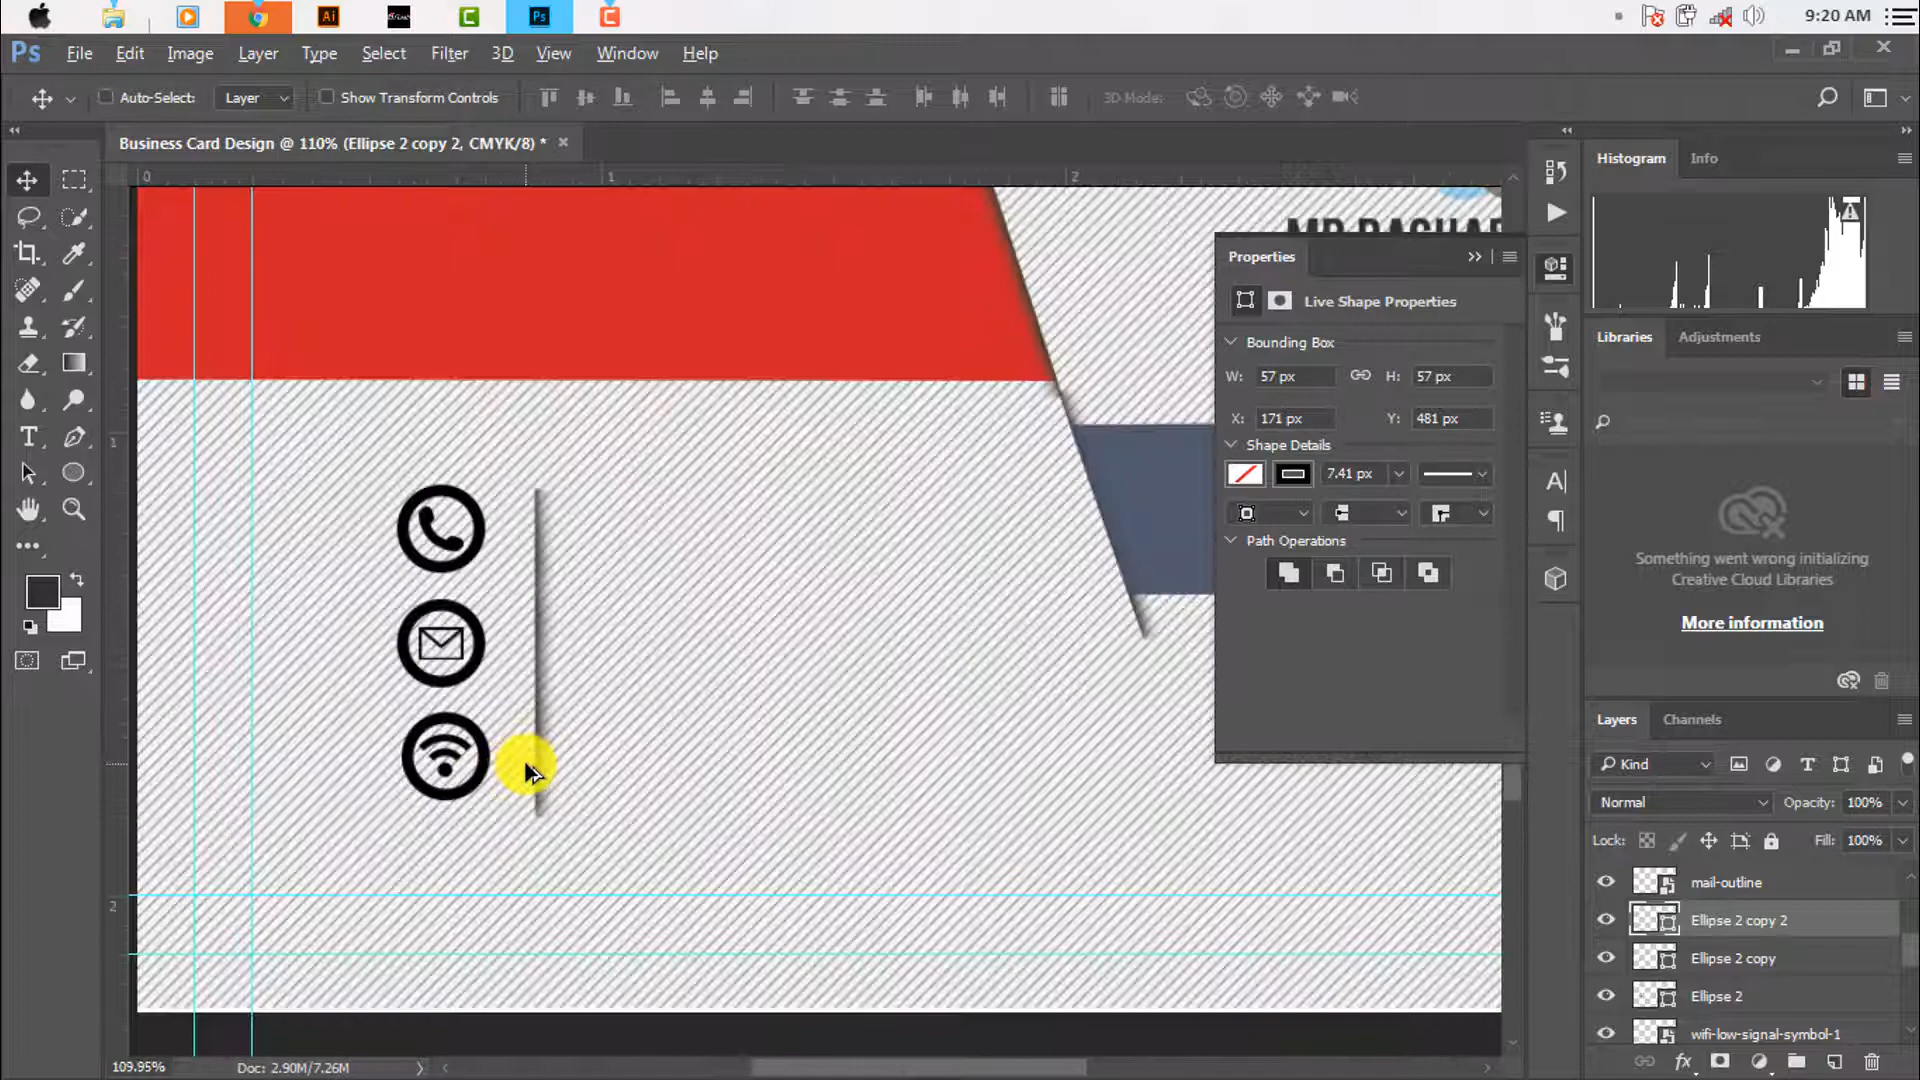 Ai
C
Ps
C
9:20 AM
Ps File Edit Image Layer Type Select Filter 3D View Window Help
Auto-Select: Layer Show Transform Controls 3D Mode:
Business Card Design @ 110% (Ellipse 2 copy 2, CMYK/8) *
0 1 2
Histogram Info
Properties
Live Shape Properties
Bounding Box
W: 57 px H: 57 px
X: 171 px Y: 481 px
Shape Details
7.41 px
Path Operations
1
2
Libraries Adjustments
Something went wrong initializing
Creative Cloud Libraries
More information
Layers Channels
Kind
Normal Opacity: 100%
Lock: Fill: 100%
mail-outline
Ellipse 2 copy 2
Ellipse 2 copy
Ellipse 2
wifi-low-signal-symbol-1
fx
109.95% Doc: 2.90M/7.26M